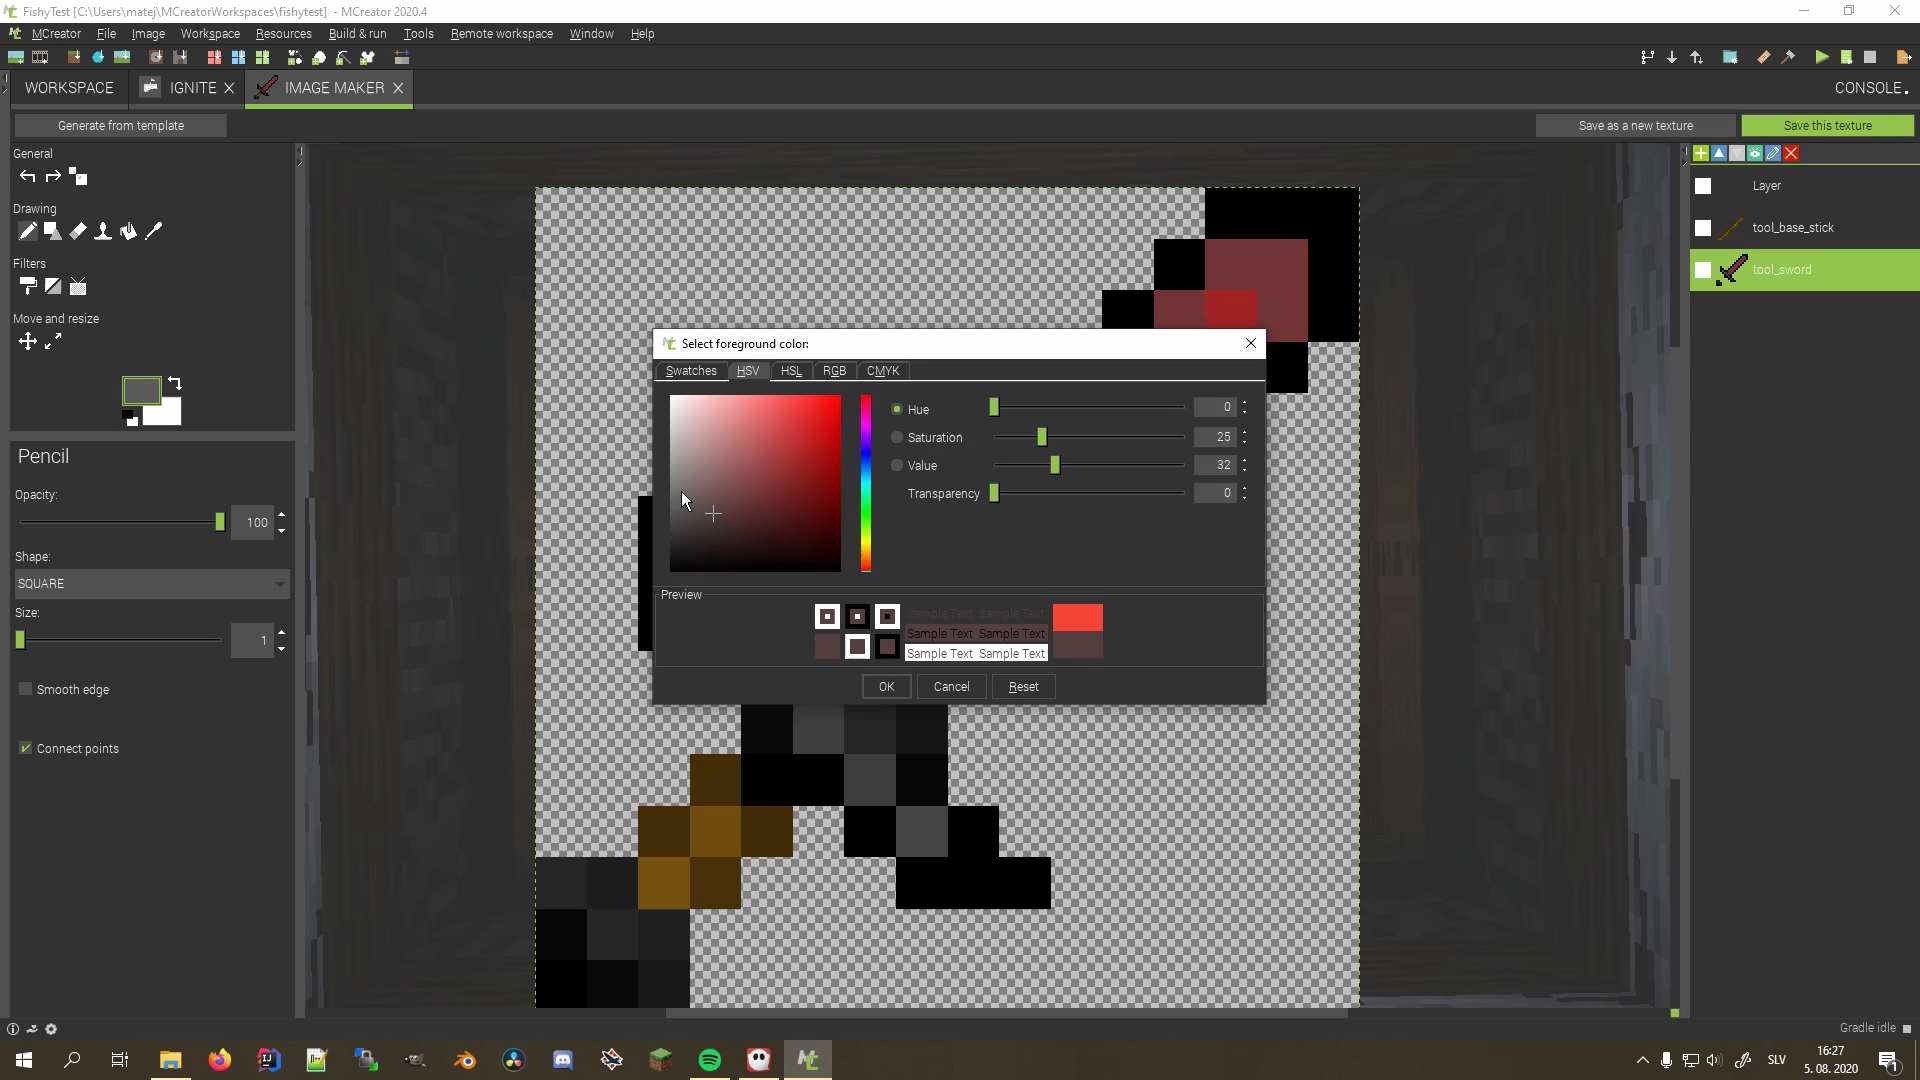 FishyTest [C:\Users\matej\MCreatorWorkspaces\fishytest] - MCreator 2020.4
MCreator File Image Workspace Resources Build & run Tools Remote workspace Window Help
WORKSPACE IGNITE IMAGE MAKER CONSOLE
Generate from template Save as a new texture Save this texture
General
Layer
Drawing
tool_base_stick
Filters
tool_sword
Move and resize
Select foreground color:
Swatches HSV HSL RGB CMYK
Hue 0
Saturation 25
Value 32
Transparency 0
Pencil
Opacity:
100
Shape:
SQUARE
Size:
1
Smooth edge
Connect points
Preview
Sample Text Sample Text
Sample Text Sample Text
Sample Text Sample Text
OK Cancel Reset
Gradle idle
SLV
16:27
5. 08. 2020
1